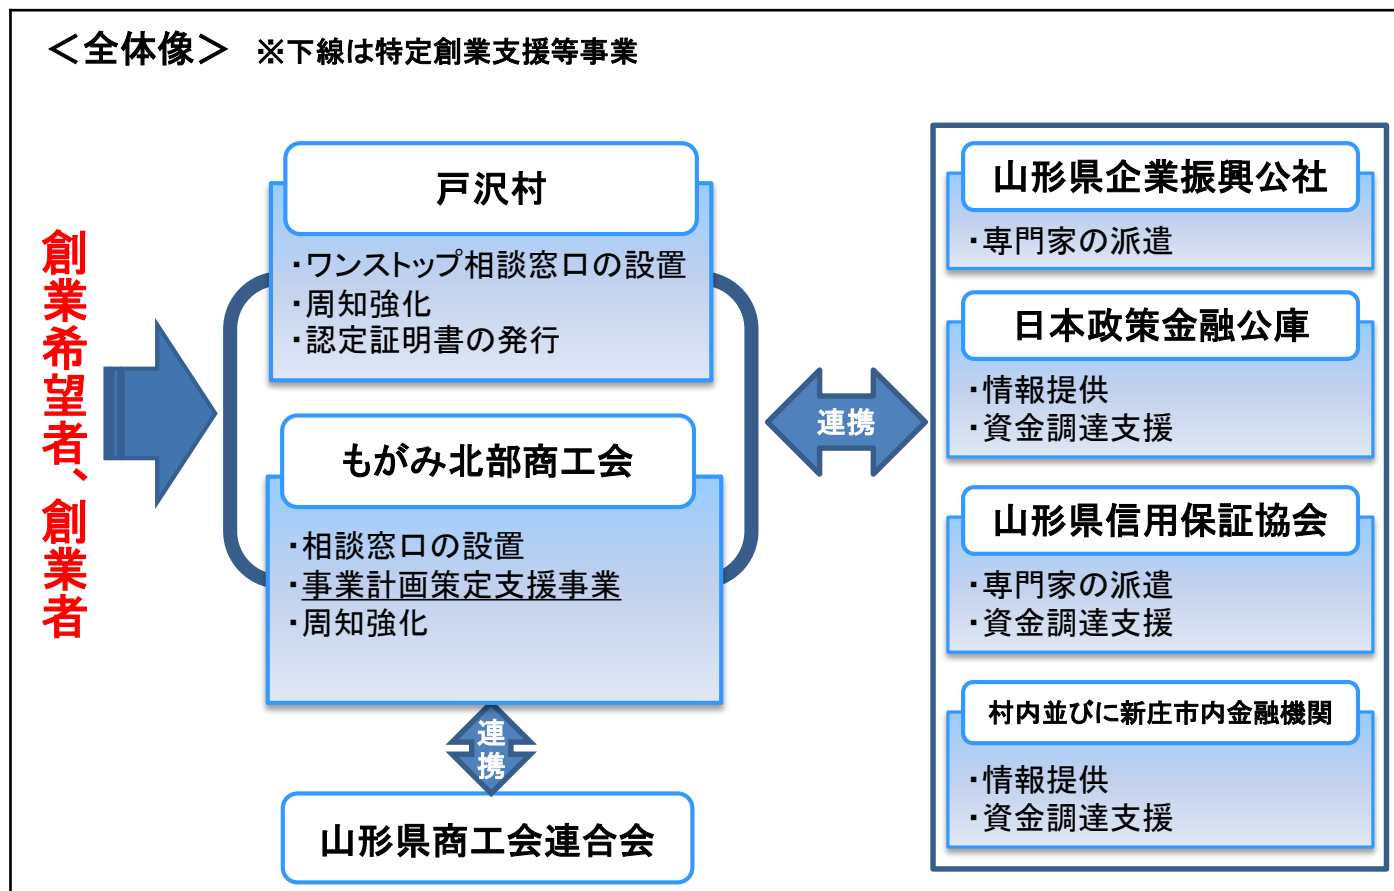 ＜全体像＞ ※下線は特定創業支援等事業
創業希望者、創業者
戸沢村
・ワンストップ相談窓口の設置
・周知強化
・認定証明書の発行
もがみ北部商工会
・相談窓口の設置
・事業計画策定支援事業
・周知強化
連携
山形県商工会連合会
連携
山形県企業振興公社
・専門家の派遣
日本政策金融公庫
・情報提供
・資金調達支援
山形県信用保証協会
・専門家の派遣
・資金調達支援
村内並びに新庄市内金融機関
・情報提供
・資金調達支援